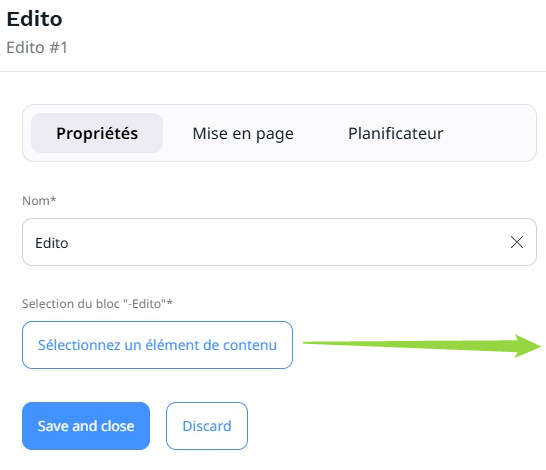 Edito
Edito #1
Propriétés Mise en page Planificateur
Nom*
Edito
Selection du bloc "-Edito"*
Sélectionnez un élément de contenu
Save and close Discard